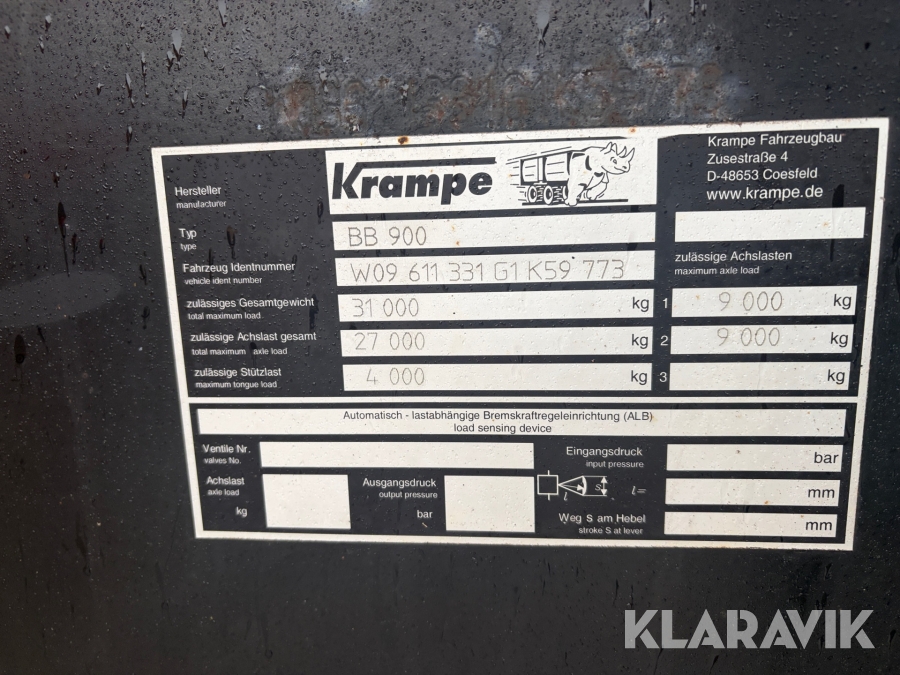 Krampe
Krampe Fahrzeugbau
Zusestraße 4
D-48653 Coesfeld
www.krampe.de
Hersteller
manufacturer
Typ
type
BB 900
Fahrzeug Identnummer
vehicle ident number
W09 611 331 G1 K59 773
zulässige Achslasten
maximum axle load
zulässiges Gesamtgewicht
total maximum load
31 000 kg
1 9 000 kg
zulässige Achslast gesamt
total maximum axle load
27 000 kg
2 9 000 kg
zulässige Stützlast
maximum tongue load
4 000 kg
3 kg
Automatisch - lastabhängige Bremskraftregeleinrichtung (ALB)
load sensing device
Ventile Nr.
valves No.
Eingangsdruck
input pressure
bar
Achslast
axle load
kg
Ausgangsdruck
output pressure
bar
l S l= mm
Weg S am Hebel
stroke S at lever
mm
KLARAVIK